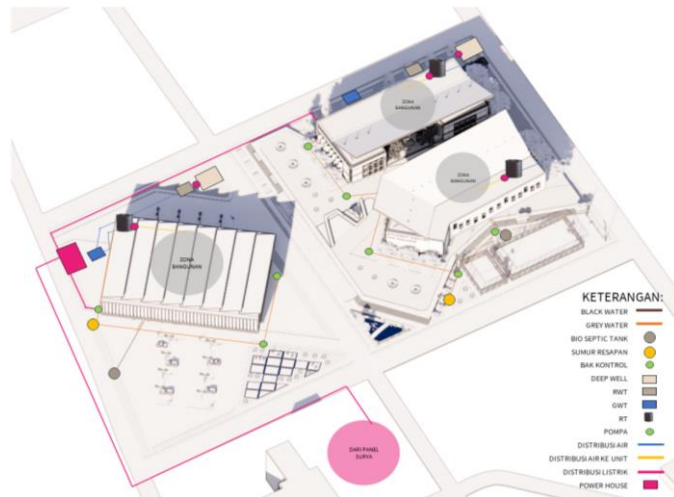 ZONA
BANGUNAN
ZONA
BANGUNAN
ZONA
BANGUNAN
DARI PANEL
SURYA
KETERANGAN:
BLACK WATER
GREY WATER
BIO SEPTIC TANK
SUMUR RESAPAN
BAK KONTROL
DEEP WELL
RWT
GWT
RT
POMPA
DISTRIBUSI AIR
DISTRIBUSI AIR KE UNIT
DISTRIBUSI LISTRIK
POWER HOUSE